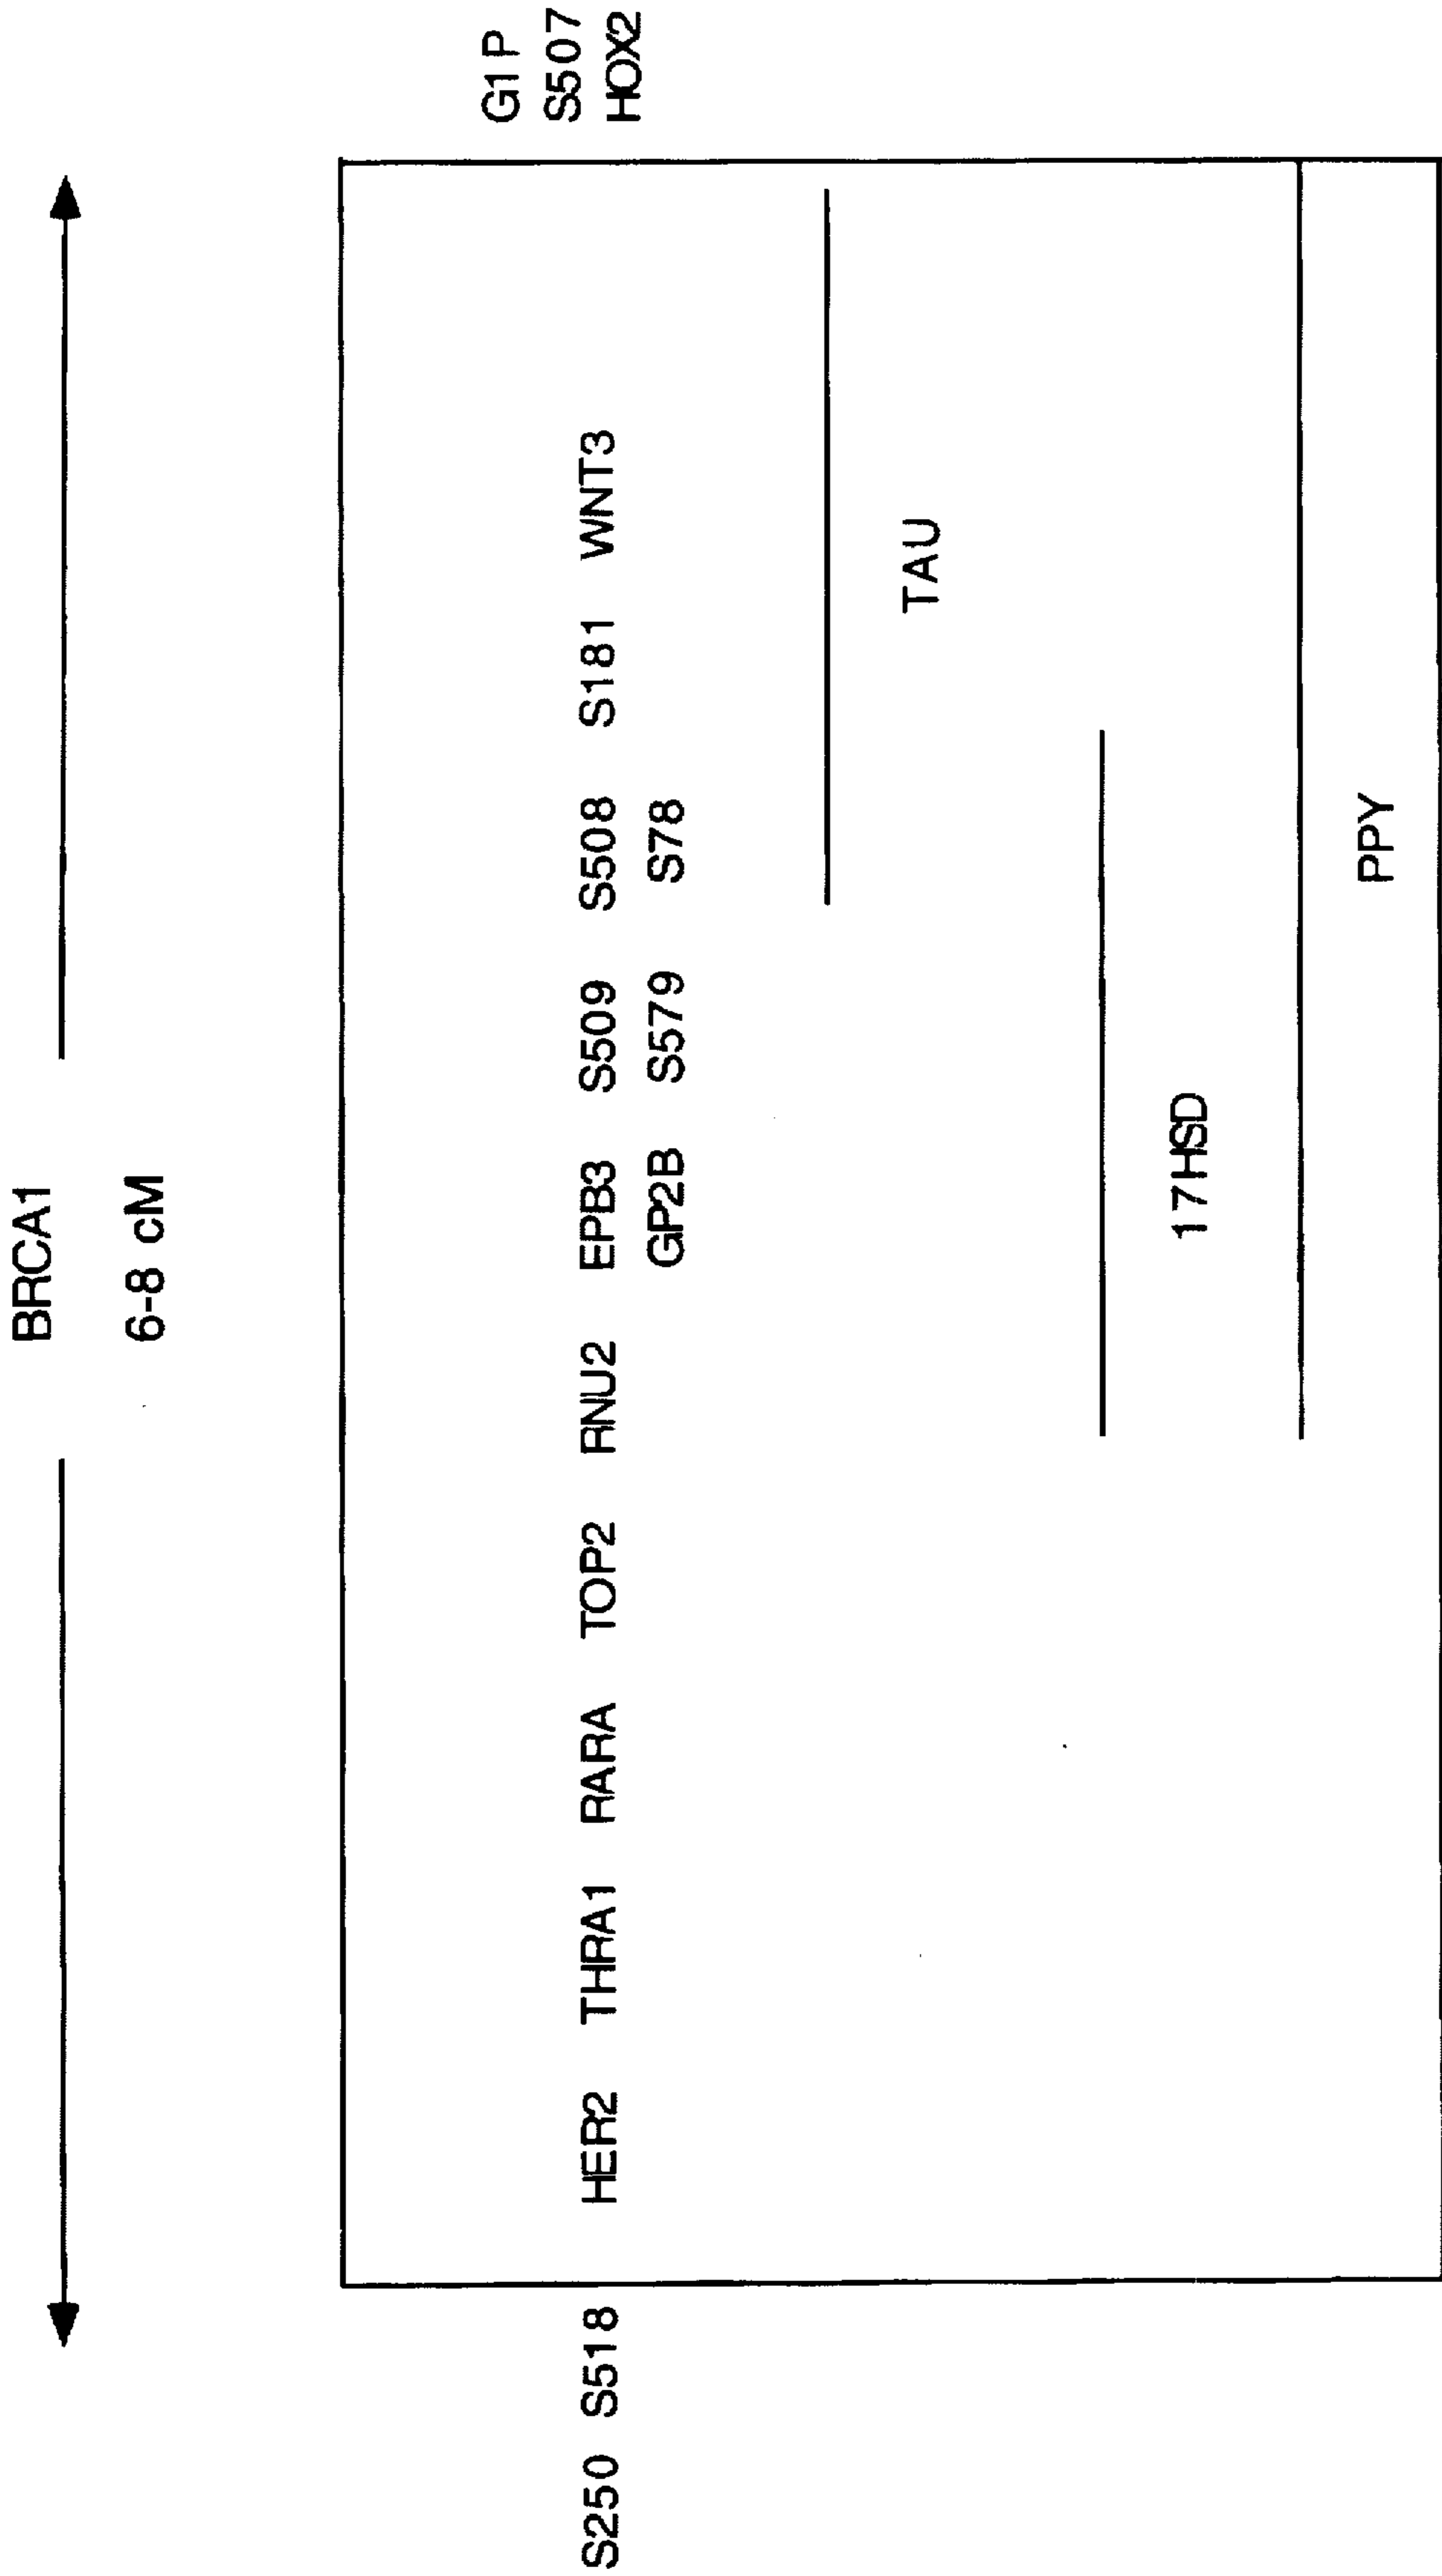 BRCA1
6-8 cM
G1P
S507
HOX2
S250 S518 HER2 THRA1 RARA TOP2 RNU2 EPB3 S509 S508 S181 WNT3
GP2B S579 S78
TAU
17HSD
PPY